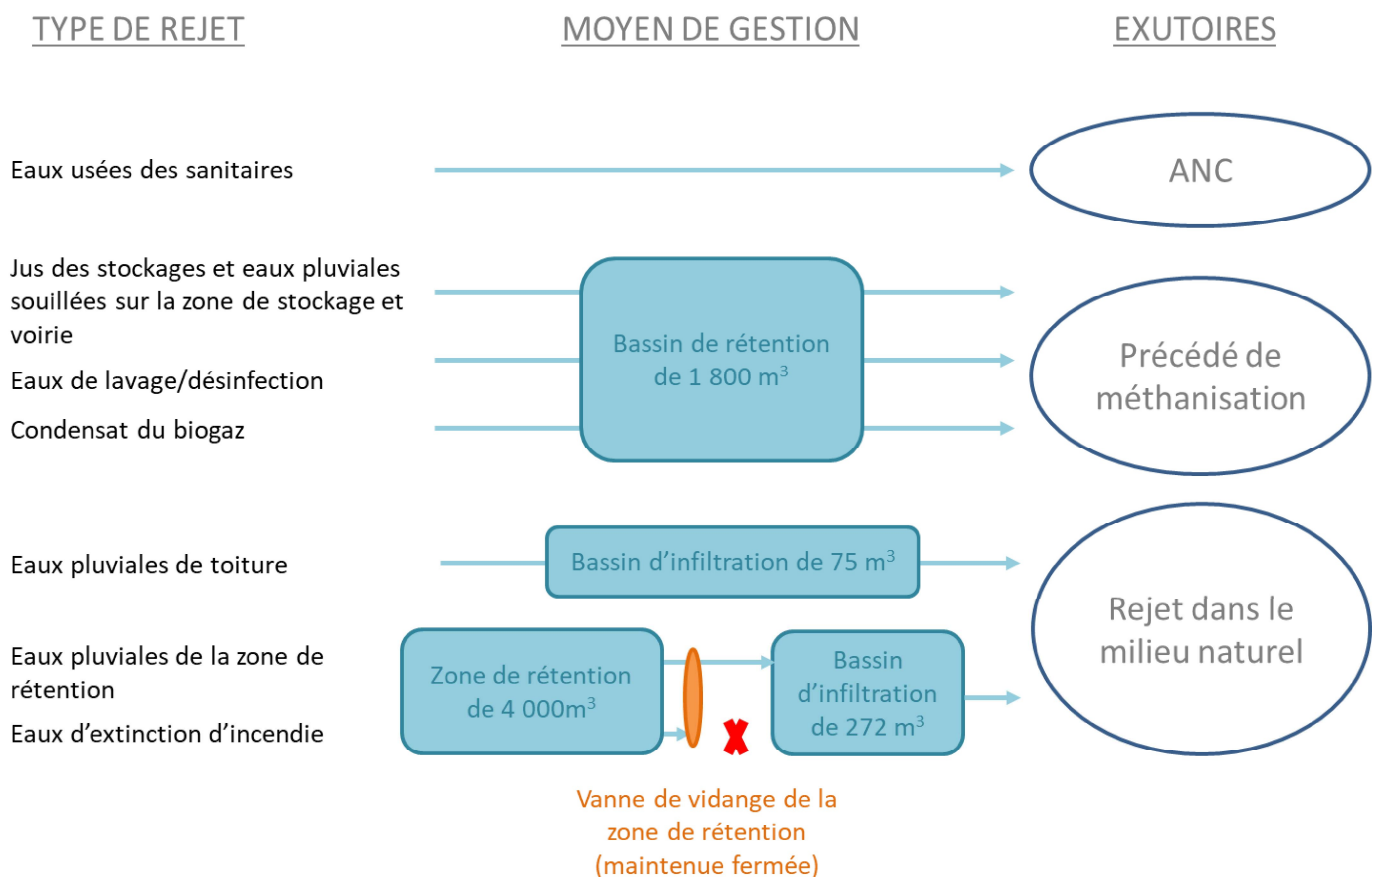 TYPE DE REJET
MOYEN DE GESTION
EXUTOIRES
Eaux usées des sanitaires
ANC
Jus des stockages et eaux pluviales
souillées sur la zone de stockage et
voirie
Eaux de lavage/désinfection
Condensat du biogaz
Bassin de rétention
de 1 800 m³
Précédé de
méthanisation
Eaux pluviales de toiture
Bassin d’infiltration de 75 m³
Rejet dans le
milieu naturel
Eaux pluviales de la zone de
rétention
Eaux d’extinction d’incendie
Zone de rétention
de 4 000m³
Bassin
d’infiltration
de 272 m³
Vanne de vidange de la
zone de rétention
(maintenue fermée)